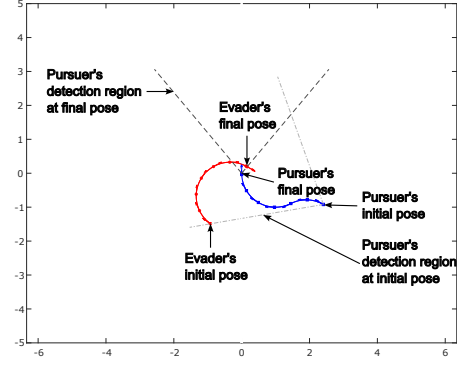 5
4
3
2
1
0
-1
-2
-3
-4
-5
-6
-4
-2
0
2
4
6
Pursuer's
detection region
at final pose
Evader's
final pose
Pursuer's
final pose
Pursuer's
initial pose
Evader's
initial pose
Pursuer's
detection region
at initial pose